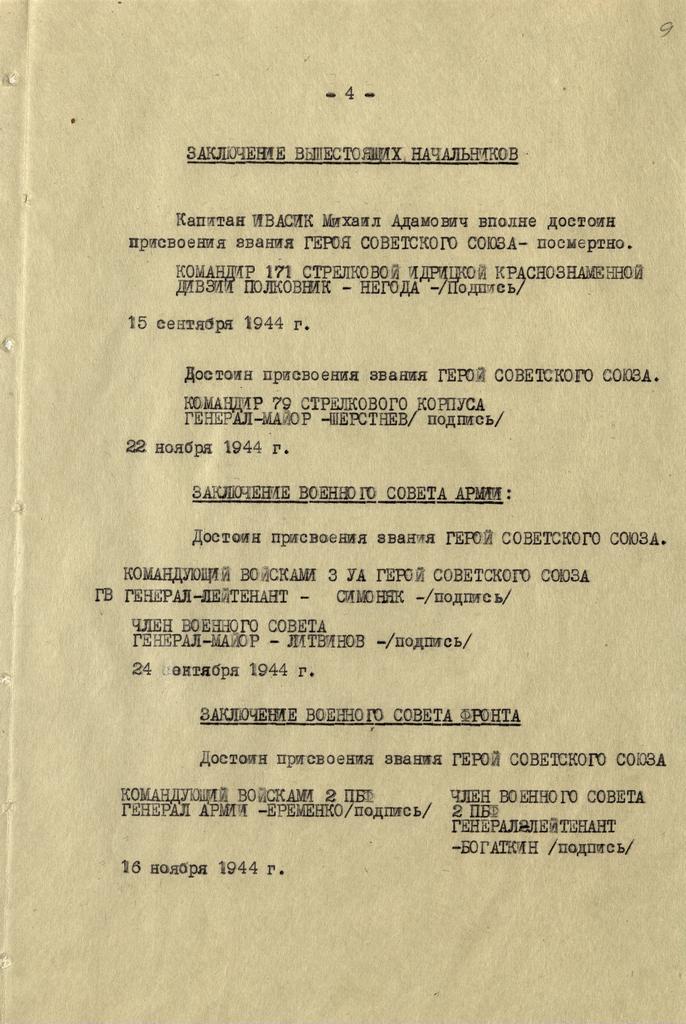 9
- 4 -
ЗАКЛЮЧЕНИЕ ВЫШЕСТОЯЩИХ НАЧАЛЬНИКОВ
Капитан ИВАСИК Михаил Адамович вполне достоин
присвоения звания ГЕРОЯ СОВЕТСКОГО СОЮЗА- посмертно.
КОМАНДИР 171 СТРЕЛКОВОЙ ИДРИЦКОЙ КРАСНОЗНАМЕННОЙ
ДИВЗИИ ПОЛКОВНИК - НЕГОДА -/Подпись/
15 сентября 1944 г.
Достоин присвоения звания ГЕРОЙ СОВЕТСКОГО СОЮЗА.
КОМАНДИР 79 СТРЕЛКОВОГО КОРПУСА
ГЕНЕРАЛ-МАЙОР -ШЕРСТНЕВ/ подпись/
22 ноября 1944 г.
ЗАКЛЮЧЕНИЕ ВОЕННОГО СОВЕТА АРМИИ:
Достоин присвоения звания ГЕРОЙ СОВЕТСКОГО СОЮЗА.
КОМАНДУЮЩИЙ ВОЙСКАМИ 3 УА ГЕРОЙ СОВЕТСКОГО СОЮЗА
ГВ ГЕНЕРАЛ-ЛЕЙТЕНАНТ - СИМОНЯК -/подпись/
ЧЛЕН ВОЕННОГО СОВЕТА
ГЕНЕРАЛ-МАЙОР - ЛИТВИНОВ -/подпись/
24 октября 1944 г.
ЗАКЛЮЧЕНИЕ ВОЕННОГО СОВЕТА ФРОНТА
Достоин присвоения звания ГЕРОЙ СОВЕТСКОГО СОЮЗА
КОМАНДУЮЩИЙ ВОЙСКАМИ 2 ПБФ
ГЕНЕРАЛ АРМИИ -ЕРЕМЕНКО/подпись/
ЧЛЕН ВОЕННОГО СОВЕТА
2 ПБФ
ГЕНЕРАЛ-ЛЕЙТЕНАНТ
-БОГАТКИН /подпись/
16 ноября 1944 г.